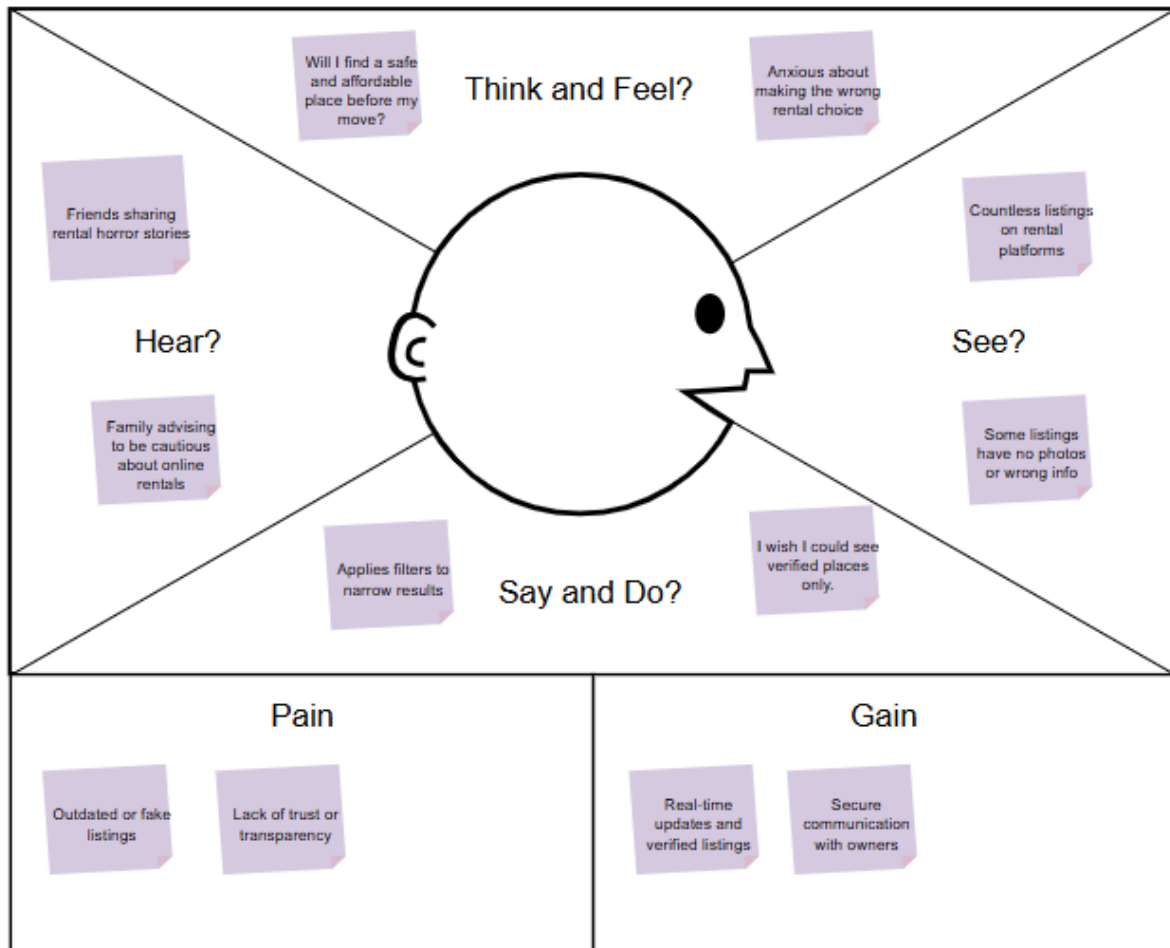 Will I find a safe
and affordable
place before my
move?
Think and Feel?
Anxious about
making the wrong
rental choice
Friends sharing
rental horror stories
Hear?
Family advising
to be cautious
about online
rentals
Countless listings
on rental
platforms
See?
Some listings
have no photos
or wrong info
Applies filters to
narrow results
Say and Do?
I wish I could see
verified places
only.
Pain
Outdated or fake
listings
Lack of trust or
transparency
Gain
Real-time
updates and
verified listings
Secure
communication
with owners